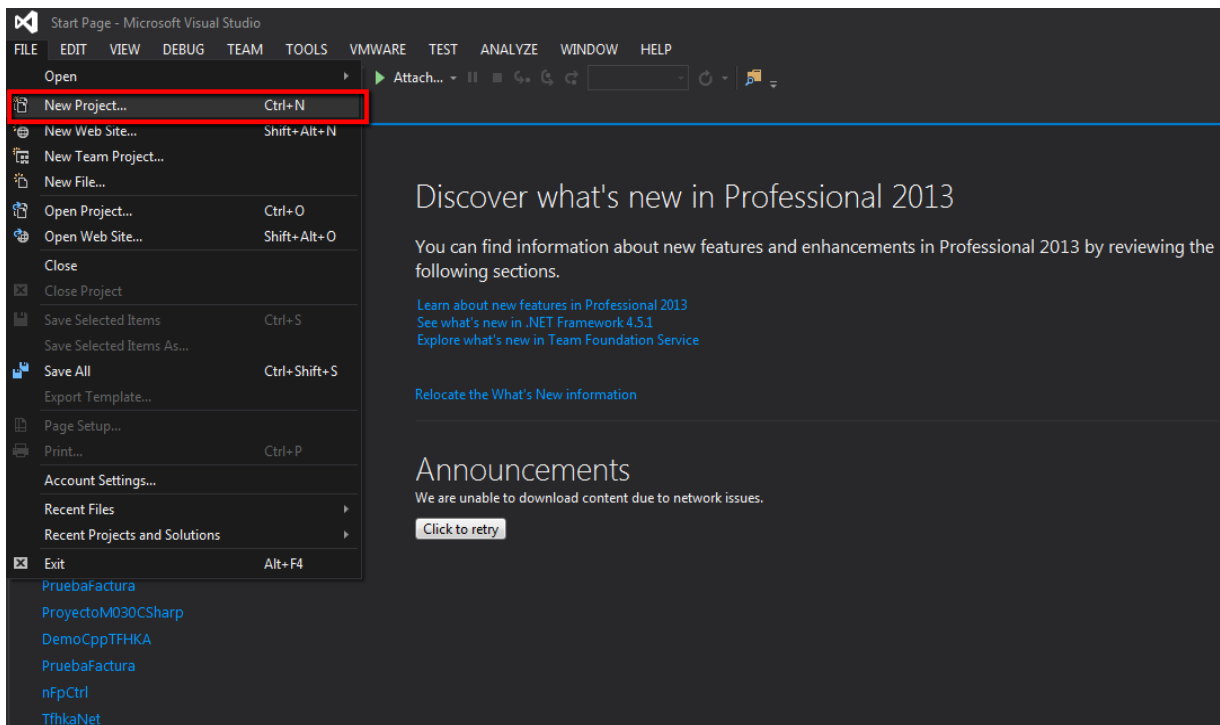 Start Page - Microsoft Visual Studio
FILE EDIT VIEW DEBUG TEAM TOOLS VMWARE TEST ANALYZE WINDOW HELP
Attach...
Open
New Project... Ctrl+N
New Web Site... Shift+Alt+N
New Team Project...
New File...
Open Project... Ctrl+O
Open Web Site... Shift+Alt+O
Close
Close Project
Save Selected Items Ctrl+S
Save Selected Items As...
Save All Ctrl+Shift+S
Export Template...
Page Setup...
Print... Ctrl+P
Account Settings...
Recent Files
Recent Projects and Solutions
Exit Alt+F4
PruebaFactura
ProyectoM030CSharp
DemoCppTFHKA
PruebaFactura
nFpCtrl
TfhkaNet
Discover what's new in Professional 2013
You can find information about new features and enhancements in Professional 2013 by reviewing the
following sections.
Learn about new features in Professional 2013
See what's new in .NET Framework 4.5.1
Explore what's new in Team Foundation Service
Relocate the What's New information
Announcements
We are unable to download content due to network issues.
Click to retry